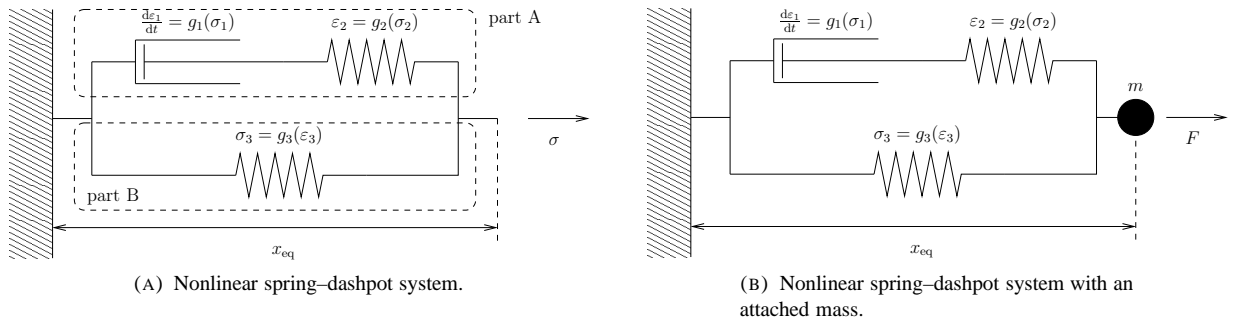 dε₁/dt = g₁(σ₁)
ε₂ = g₂(σ₂)
part A
σ
σ₃ = g₃(ε₃)
part B
x_eq
(A) Nonlinear spring–dashpot system.
dε₁/dt = g₁(σ₁)
ε₂ = g₂(σ₂)
m
F
σ₃ = g₃(ε₃)
x_eq
(B) Nonlinear spring–dashpot system with an
attached mass.